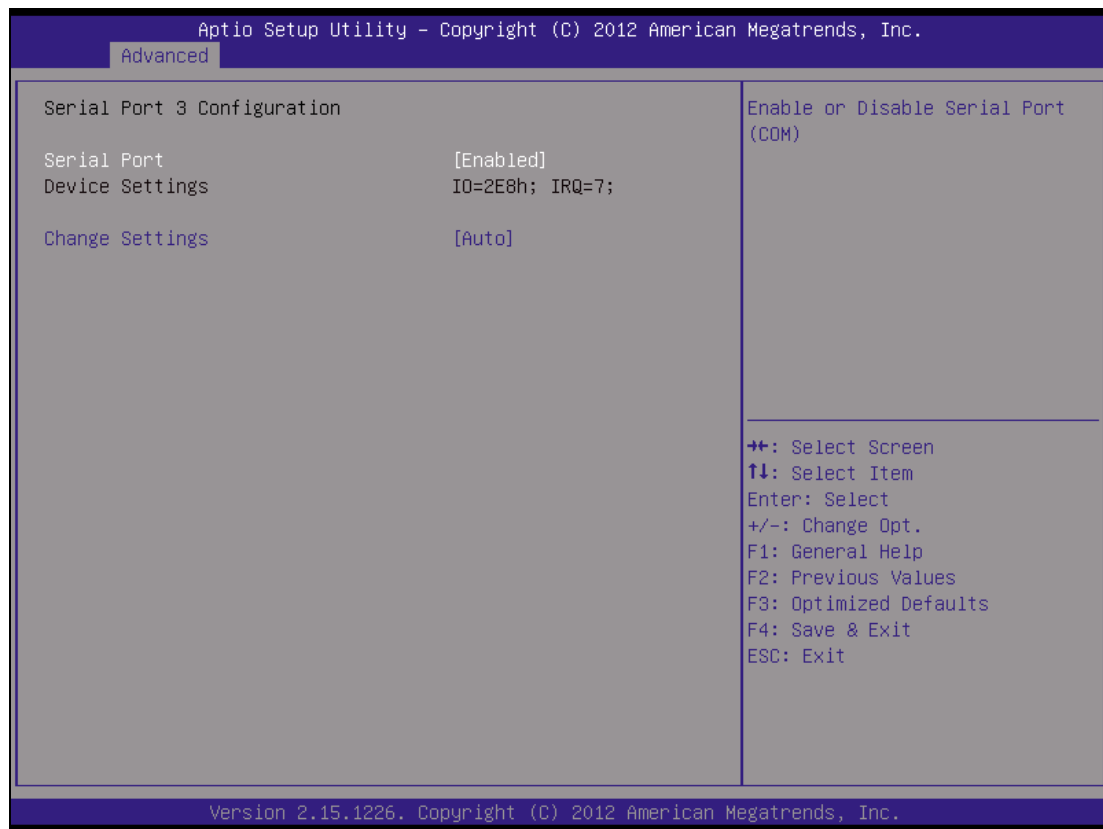 Aptio Setup Utility – Copyright (C) 2012 American Megatrends, Inc.
Advanced
Serial Port 3 Configuration
Serial Port [Enabled]
Device Settings IO=2E8h; IRQ=7;
Change Settings [Auto]
Enable or Disable Serial Port
(COM)
→←: Select Screen
↑↓: Select Item
Enter: Select
+/-: Change Opt.
F1: General Help
F2: Previous Values
F3: Optimized Defaults
F4: Save & Exit
ESC: Exit
Version 2.15.1226. Copyright (C) 2012 American Megatrends, Inc.